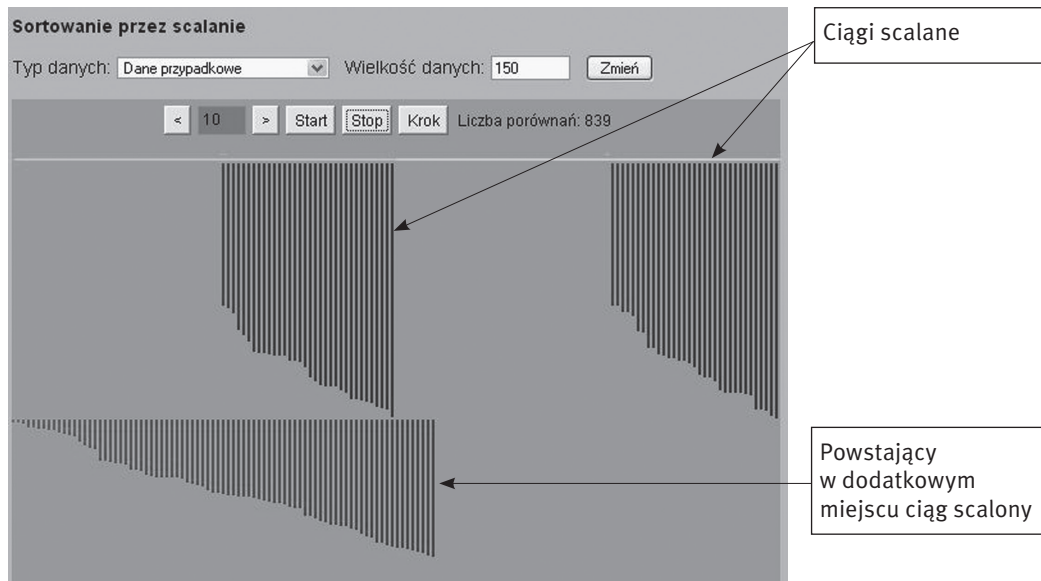 Sortowanie przez scalanie
Typ danych: Dane przypadkowe Wielkość danych: 150 Zmień
< 10 > Start Stop Krok Liczba porównań: 839
Ciągi scalane
Powstający
w dodatkowym
miejscu ciąg scalony